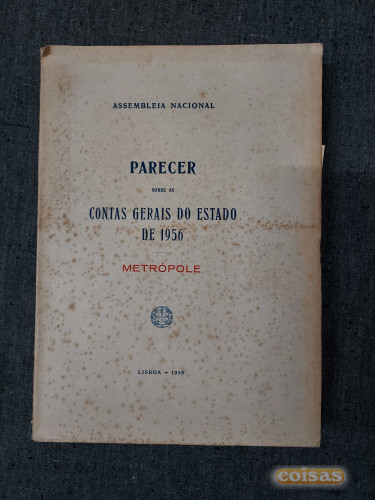 ASSEMBLEIA NACIONAL
PARECER
SOBRE AS
CONTAS GERAIS DO ESTADO
DE 1956
METRÓPOLE
LISBOA • 1958
coisas